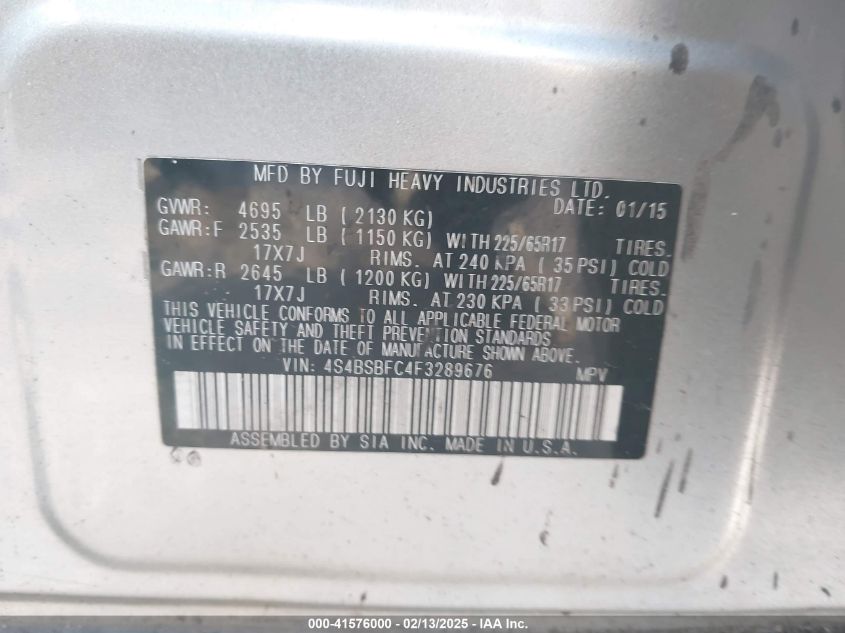 MFD BY FUJI HEAVY INDUSTRIES LTD.
GVWR: 4695 LB ( 2130 KG) DATE: 01/15
GAWR:F 2535 LB ( 1150 KG) WITH 225/65R17 TIRES.
17X7J RIMS. AT 240 KPA ( 35 PSI) COLD
GAWR:R 2645 LB ( 1200 KG) WITH 225/65R17 TIRES.
17X7J RIMS. AT 230 KPA ( 33 PSI) COLD
THIS VEHICLE CONFORMS TO ALL APPLICABLE FEDERAL MOTOR
VEHICLE SAFETY AND THEFT PREVENTION STANDARDS
IN EFFECT ON THE DATE OF MANUFACTURE SHOWN ABOVE.
VIN: 4S4BSBFC4F3289676 MPV
ASSEMBLED BY SIA INC. MADE IN U.S.A.
000-41576000 - 02/13/2025 - IAA Inc.